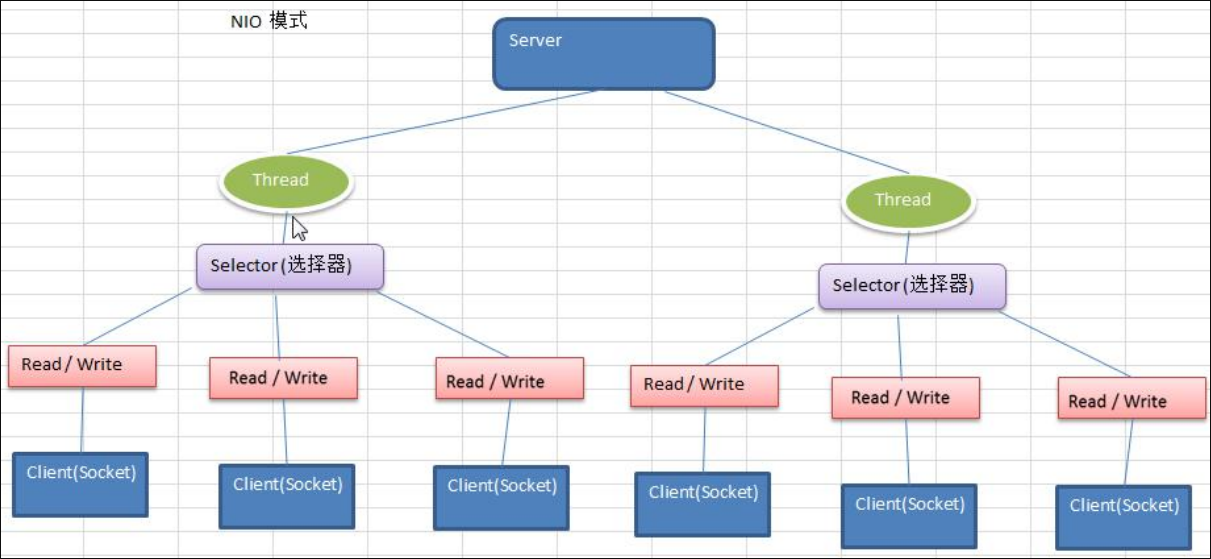 NIO 模式
Server
Thread
Thread
Selector(选择器)
Selector(选择器)
Read / Write
Read / Write
Read / Write
Read / Write
Read / Write
Read / Write
Client(Socket)
Client(Socket)
Client(Socket)
Client(Socket)
Client(Socket)
Client(Socket)